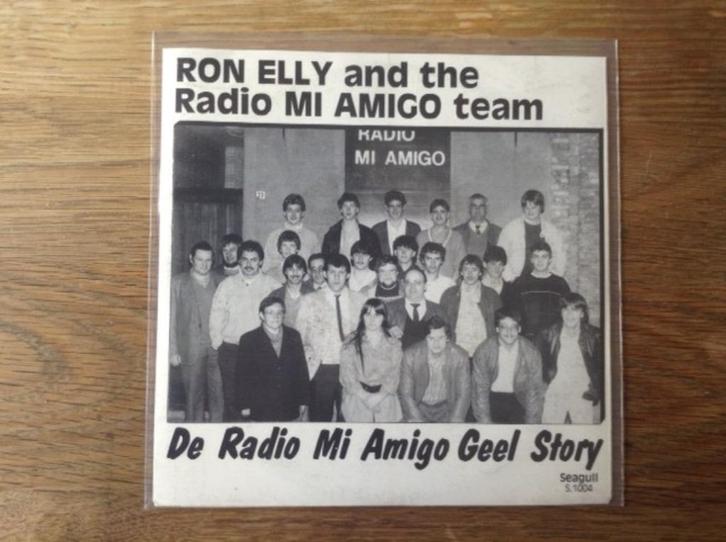 RON ELLY and the
Radio MI AMIGO team
RADIO
MI AMIGO
De Radio Mi Amigo Geel Story
Seagull
S.1004